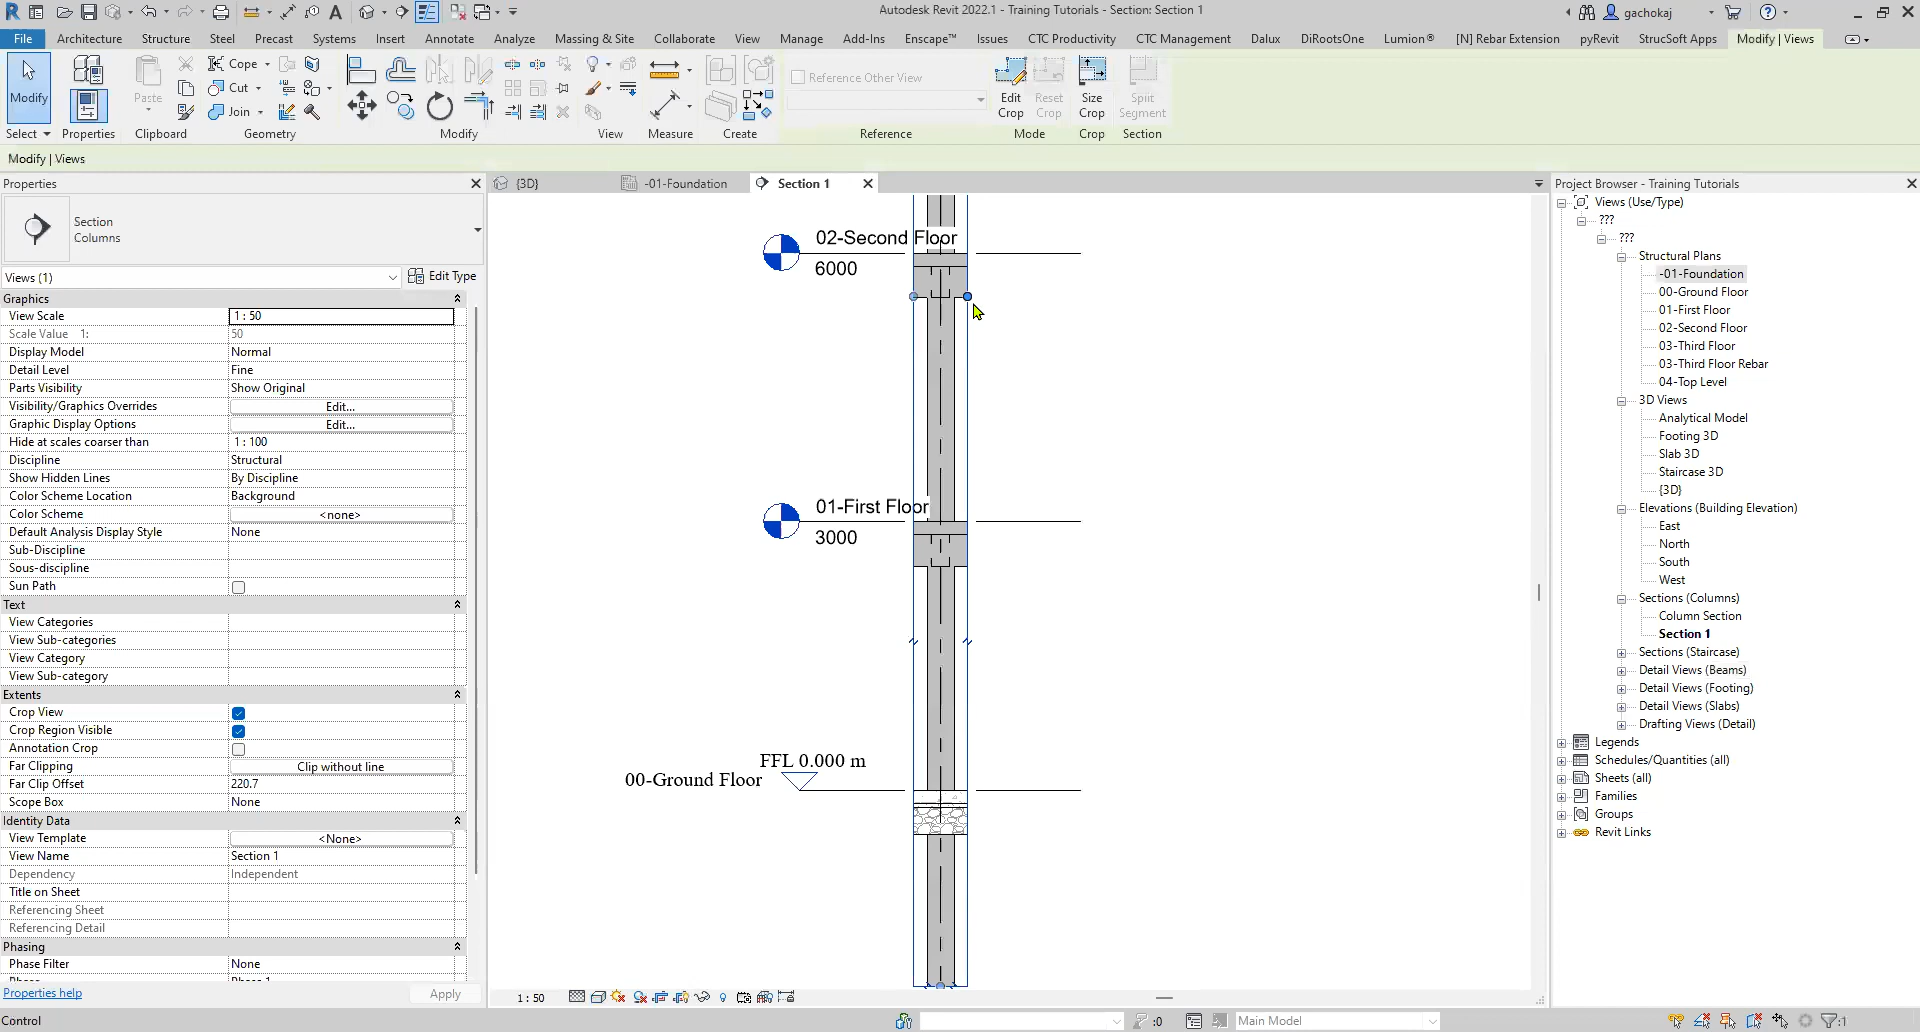 Autodesk Revit 2022.1 - Training Tutorials - Section: Section 1
gachokaj
File Architecture Structure Steel Precast Systems Insert Annotate Analyze Massing & Site Collaborate View Manage Add-Ins Enscape™ Issues CTC Productivity CTC Management Dalux DiRootsOne Lumion® [N] Rebar Extension pyRevit StrucSoft Apps Modify | Views
Modify
Paste
Cope
Cut
Join
Reference Other View
Edit Crop
Reset Crop
Size Crop
Split Segment
Select Properties Clipboard Geometry Modify View Measure Create Reference Mode Crop Section
Modify | Views
Properties
Section
Columns
Views (1)
Edit Type
Graphics
View Scale 1 : 50
Scale Value 1: 50
Display Model Normal
Detail Level Fine
Parts Visibility Show Original
Visibility/Graphics Overrides Edit...
Graphic Display Options Edit...
Hide at scales coarser than 1 : 100
Discipline Structural
Show Hidden Lines By Discipline
Color Scheme Location Background
Color Scheme <none>
Default Analysis Display Style None
Sub-Discipline
Sous-discipline
Sun Path
Text
View Categories
View Sub-categories
View Category
View Sub-category
Extents
Crop View
Crop Region Visible
Annotation Crop
Far Clipping Clip without line
Far Clip Offset 220.7
Scope Box None
Identity Data
View Template <None>
View Name Section 1
Dependency Independent
Title on Sheet
Referencing Sheet
Referencing Detail
Phasing
Phase Filter None
Properties help
Apply
Control
{3D}
-01-Foundation
Section 1
02-Second Floor
6000
01-First Floor
3000
FFL 0.000 m
00-Ground Floor
1 : 50
:0
Main Model
:1
Project Browser - Training Tutorials
Views (Use/Type)
???
???
Structural Plans
-01-Foundation
00-Ground Floor
01-First Floor
02-Second Floor
03-Third Floor
03-Third Floor Rebar
04-Top Level
3D Views
Analytical Model
Footing 3D
Slab 3D
Staircase 3D
{3D}
Elevations (Building Elevation)
East
North
South
West
Sections (Columns)
Column Section
Section 1
Sections (Staircase)
Detail Views (Beams)
Detail Views (Footing)
Detail Views (Slabs)
Drafting Views (Detail)
Legends
Schedules/Quantities (all)
Sheets (all)
Families
Groups
Revit Links